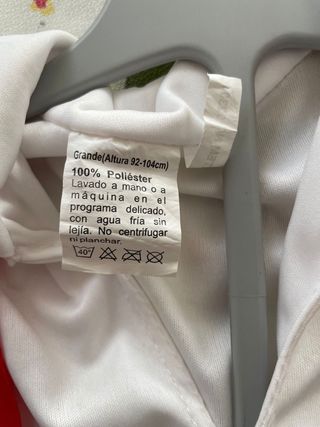 Grande(Altura 92-104cm)
100% Poliéster
Lavado a mano o a
máquina en el
programa delicado,
con agua fría sin
lejía. No centrifugar
ni planchar.
40°